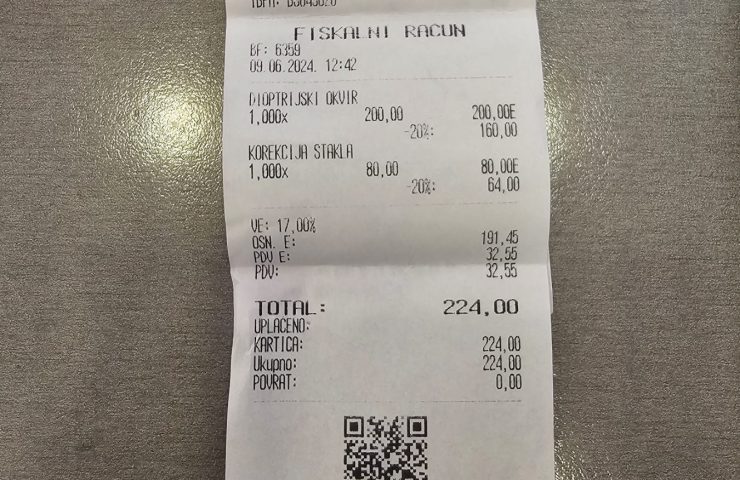 FISKALNI RAČUN
BF: 6359
09.06.2024. 12:42
DIOPTRIJSKI OKVIR
1,000x 200,00 200,00E
-20%: 160,00
KOREKCIJA STAKLA
1,000x 80,00 80,00E
-20%: 64,00
VE: 17,00%
OSN. E: 191,45
PDV E: 32,55
PDV: 32,55
TOTAL: 224,00
UPLAĆENO:
KARTICA: 224,00
Ukupno: 224,00
POVRAT: 0,00